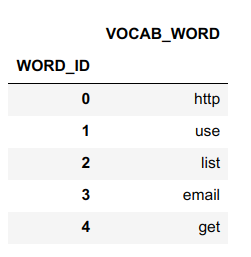 VOCAB_WORD
WORD_ID
0 http
1 use
2 list
3 email
4 get